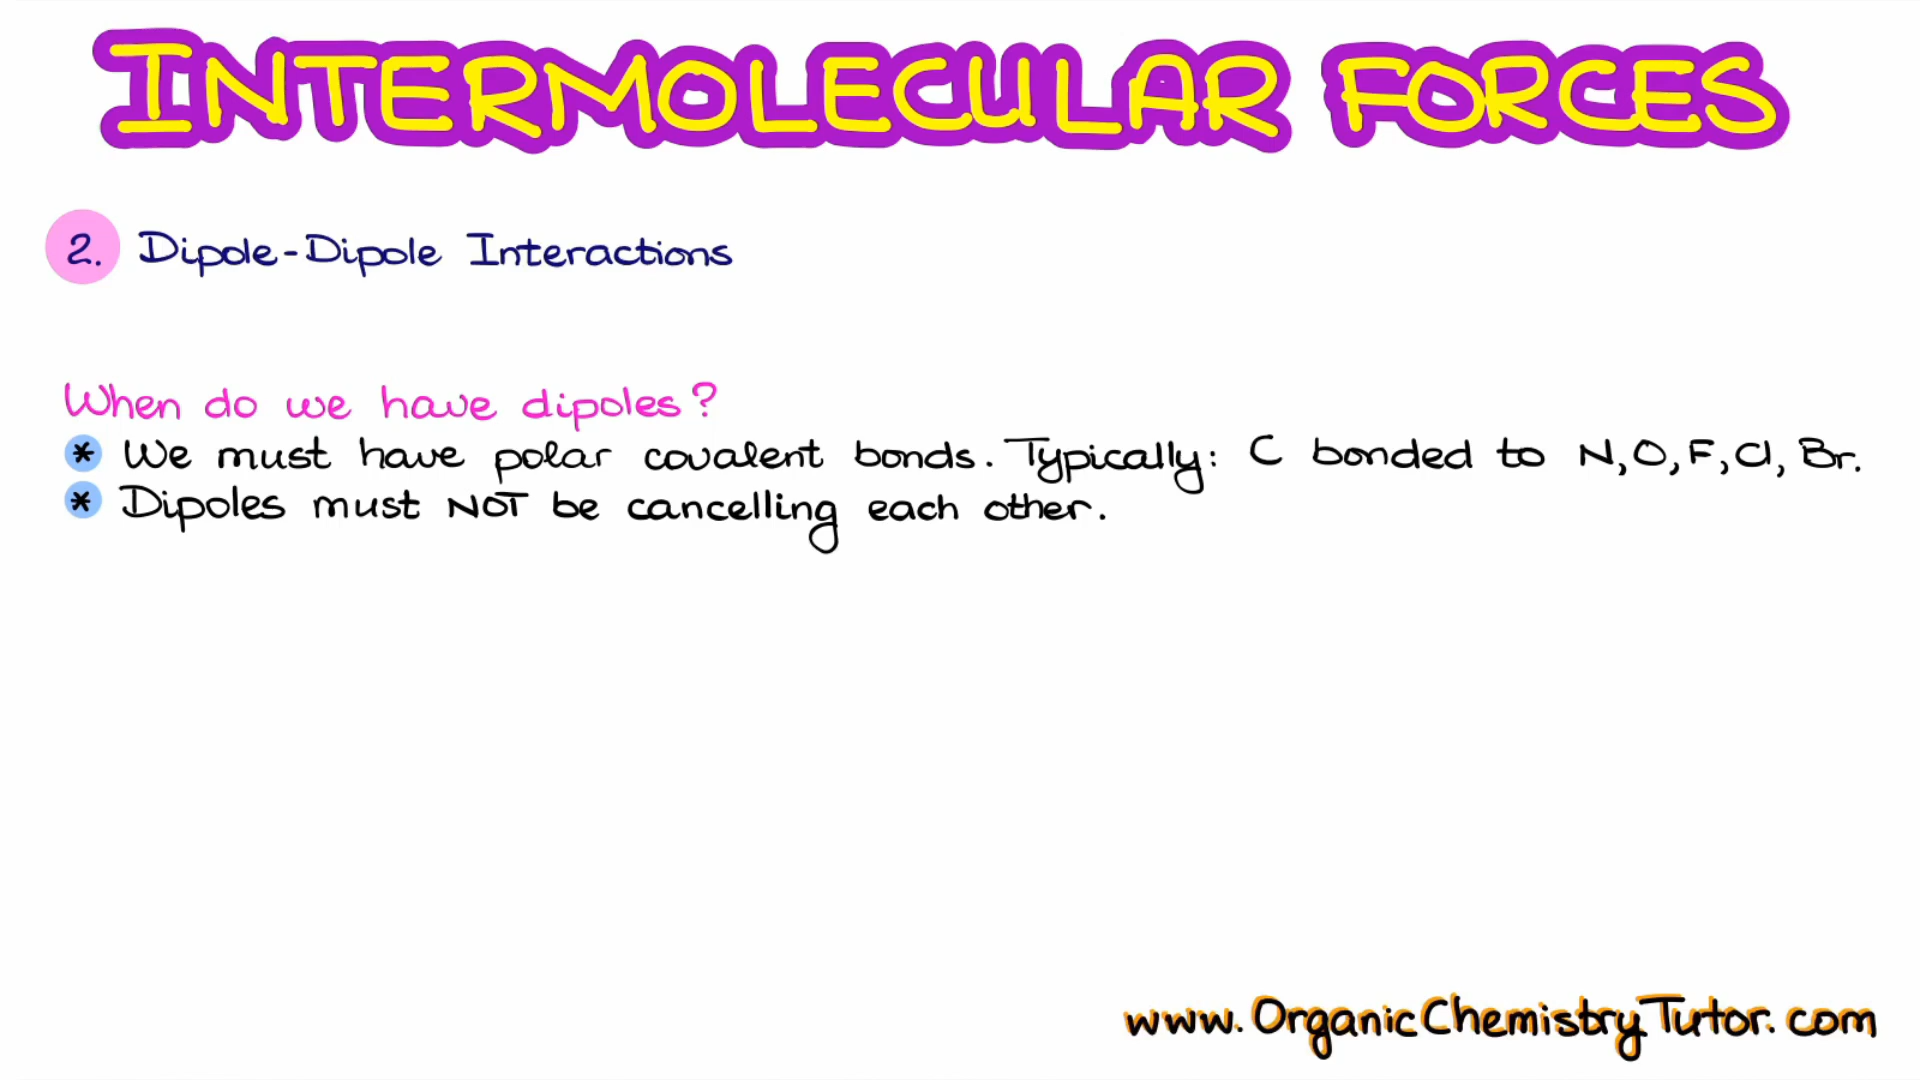 INTERMOLECULAR FORCES
2. Dipole-Dipole Interactions
When do we have dipoles?
* We must have polar covalent bonds. Typically: C bonded to N, O, F, Cl, Br.
* Dipoles must NOT be cancelling each other.
www.OrganicChemistryTutor.com